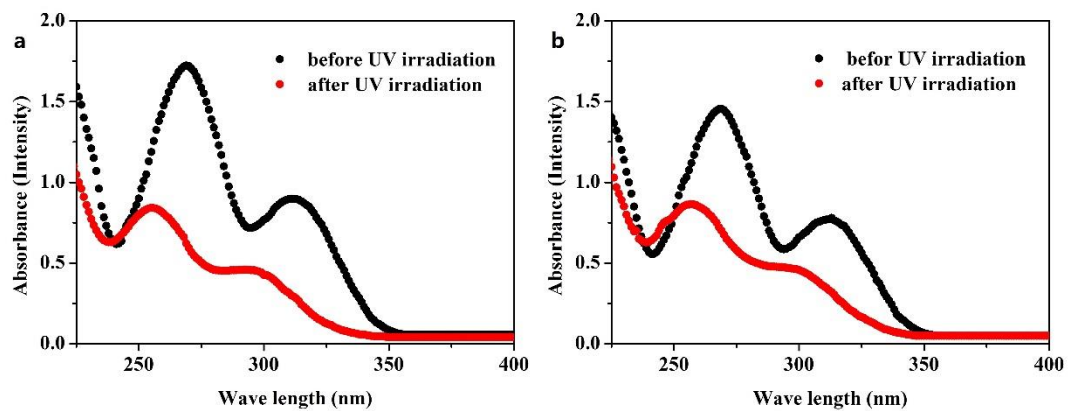 a
2.0
1.5
1.0
0.5
0.0
Absorbance (Intensity)
before UV irradiation
after UV irradiation
250
300
350
400
Wave length (nm)
b
2.0
1.5
1.0
0.5
0.0
Absorbance (Intensity)
befor UV irradiation
after UV irradiation
250
300
350
400
Wave length (nm)